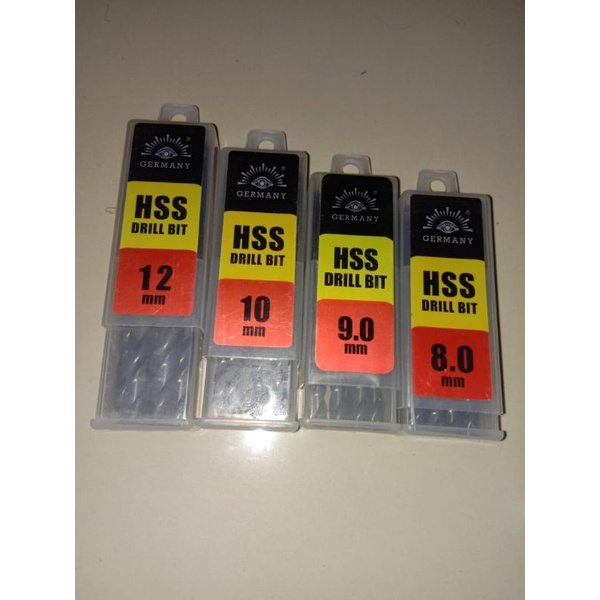 ®
GERMANY
HSS
DRILL BIT
12
mm
®
GERMANY
HSS
DRILL BIT
10
mm
®
GERMANY
HSS
DRILL BIT
9.0
mm
®
GERMANY
HSS
DRILL BIT
8.0
mm